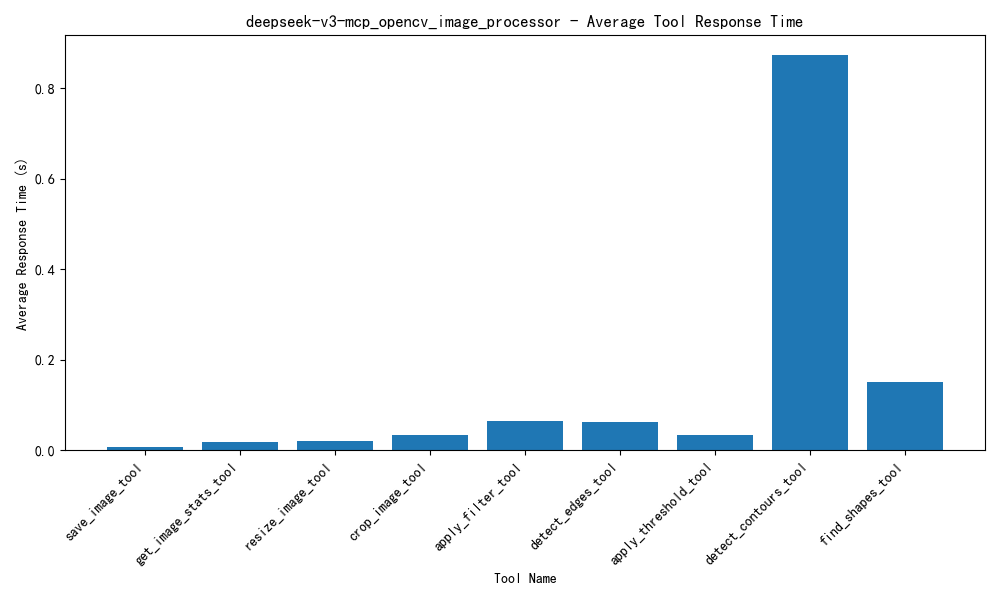 deepseek-v3-mcp_opencv_image_processor - Average Tool Response Time
Average Response Time (s)
0.8
0.6
0.4
0.2
0.0
save_image_tool
get_image_stats_tool
resize_image_tool
crop_image_tool
apply_filter_tool
detect_edges_tool
apply_threshold_tool
detect_contours_tool
find_shapes_tool
Tool Name